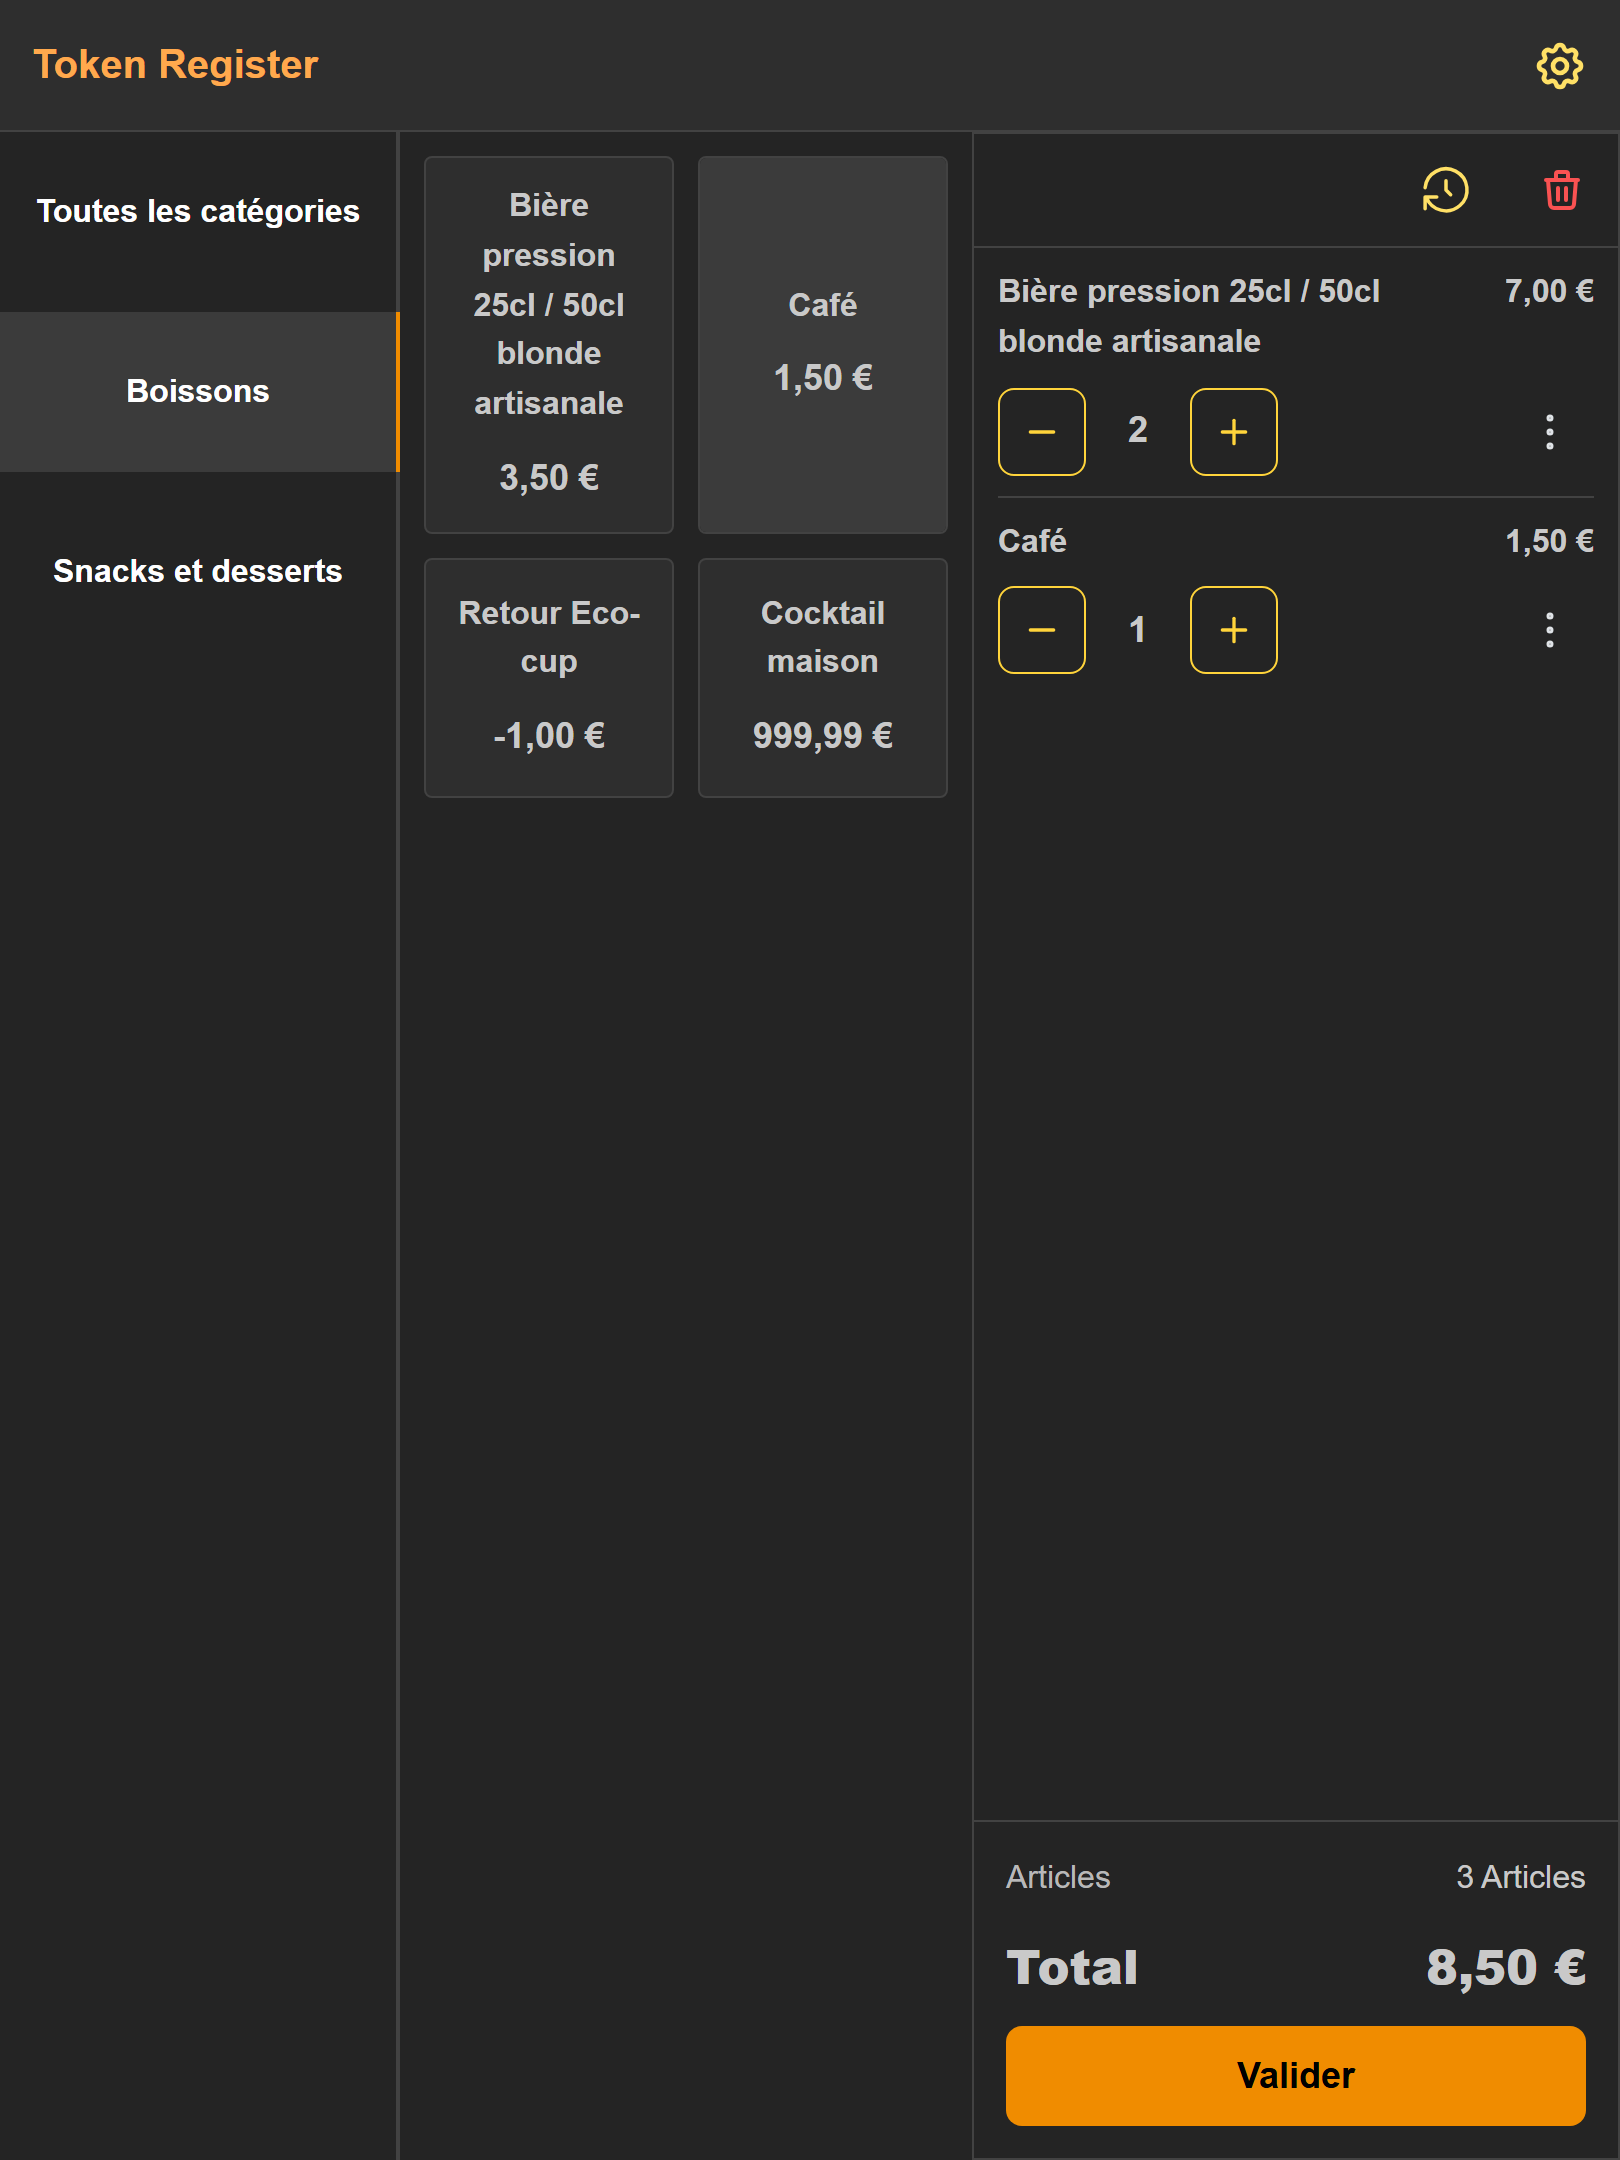 Token Register
Toutes les catégories
Boissons
Snacks et desserts
Bière
pression
25cl / 50cl
blonde
artisanale
3,50 €
Café
1,50 €
Retour Eco-
cup
-1,00 €
Cocktail
maison
999,99 €
Bière pression 25cl / 50cl 7,00 €
blonde artisanale
2
Café 1,50 €
1
Articles 3 Articles
Total 8,50 €
Valider